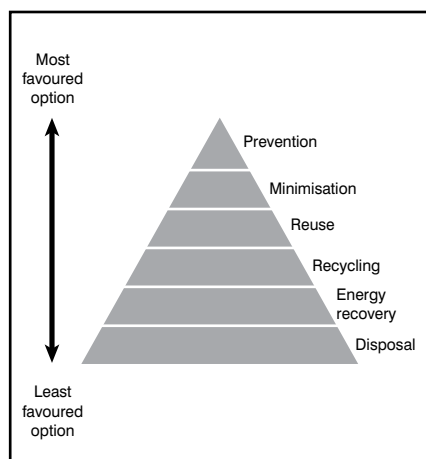 Most
favoured
option
Prevention
Minimisation
Reuse
Recycling
Energy
recovery
Disposal
Least
favoured
option